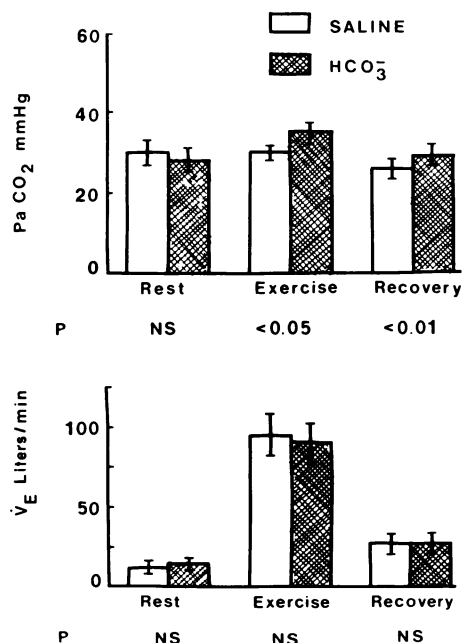 SALINE
HCO3̄
PaCO2 mmHg
60
40
20
0
Rest Exercise Recovery
P NS <0.05 <0.01
V̇E Liters/min
100
50
0
Rest Exercise Recovery
P NS NS NS